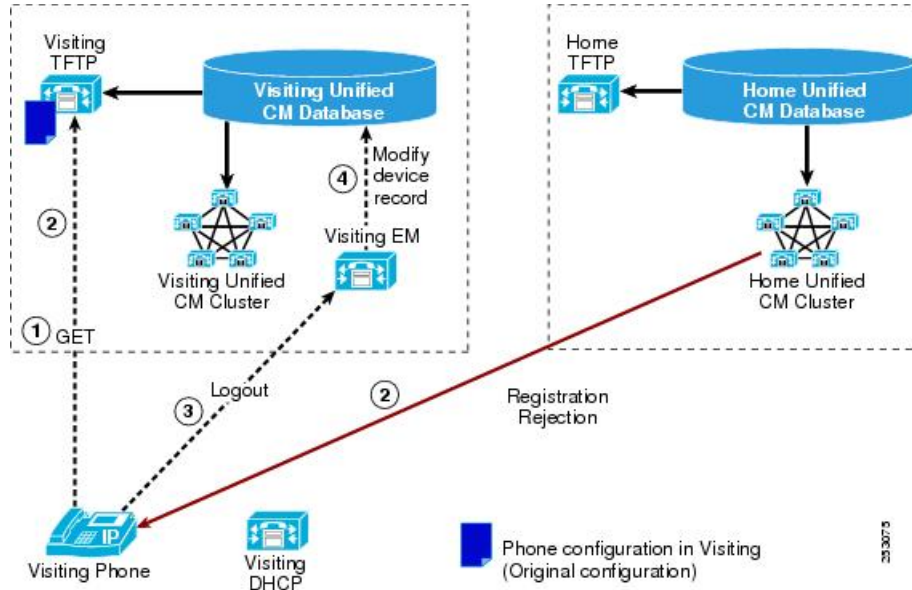 Visiting
TFTP
Visiting Unified
CM Database
Home
TFTP
Home Unified
CM Database
4
Modify
device
record
2
Visiting EM
Visiting Unified
CM Cluster
Home Unified
CM Cluster
1
GET
3
Logout
2
Registration
Rejection
IP
Visiting Phone
Visiting
DHCP
Phone configuration in Visiting
(Original configuration)
253075